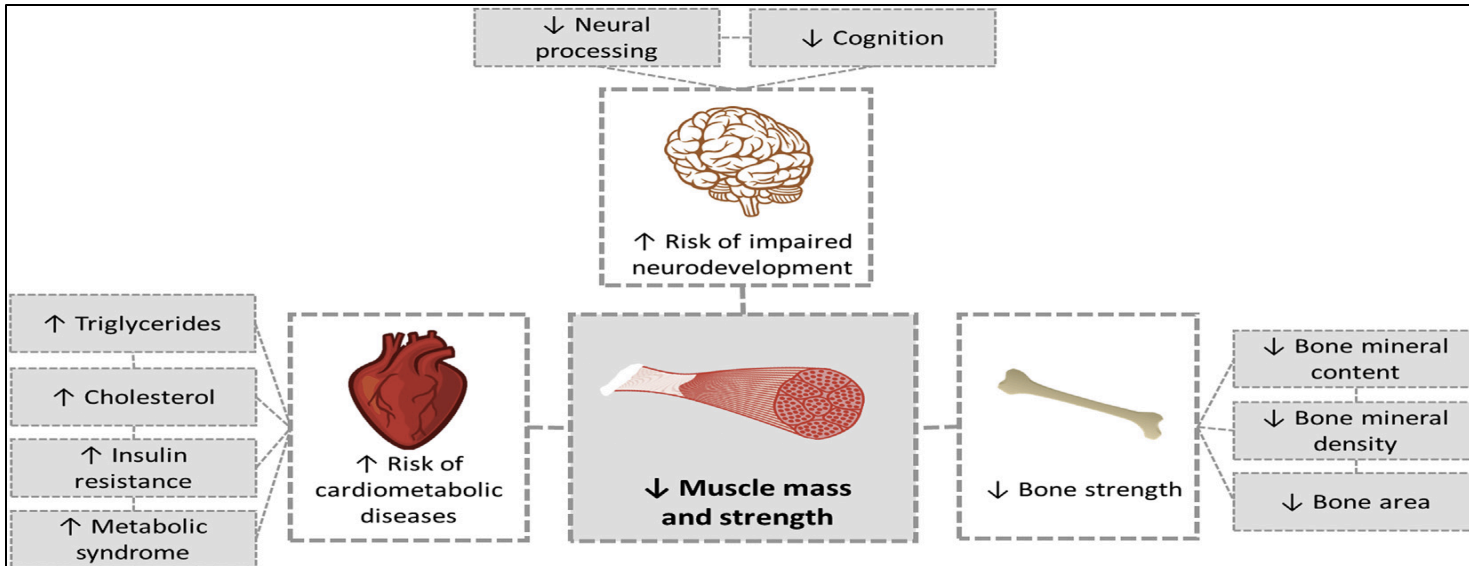 ↓ Neural
processing
↓ Cognition
↑ Risk of impaired
neurodevelopment
↑ Triglycerides
↑ Cholesterol
↑ Insulin
resistance
↑ Metabolic
syndrome
↑ Risk of
cardiometabolic
diseases
↓ Muscle mass
and strength
↓ Bone strength
↓ Bone mineral
content
↓ Bone mineral
density
↓ Bone area